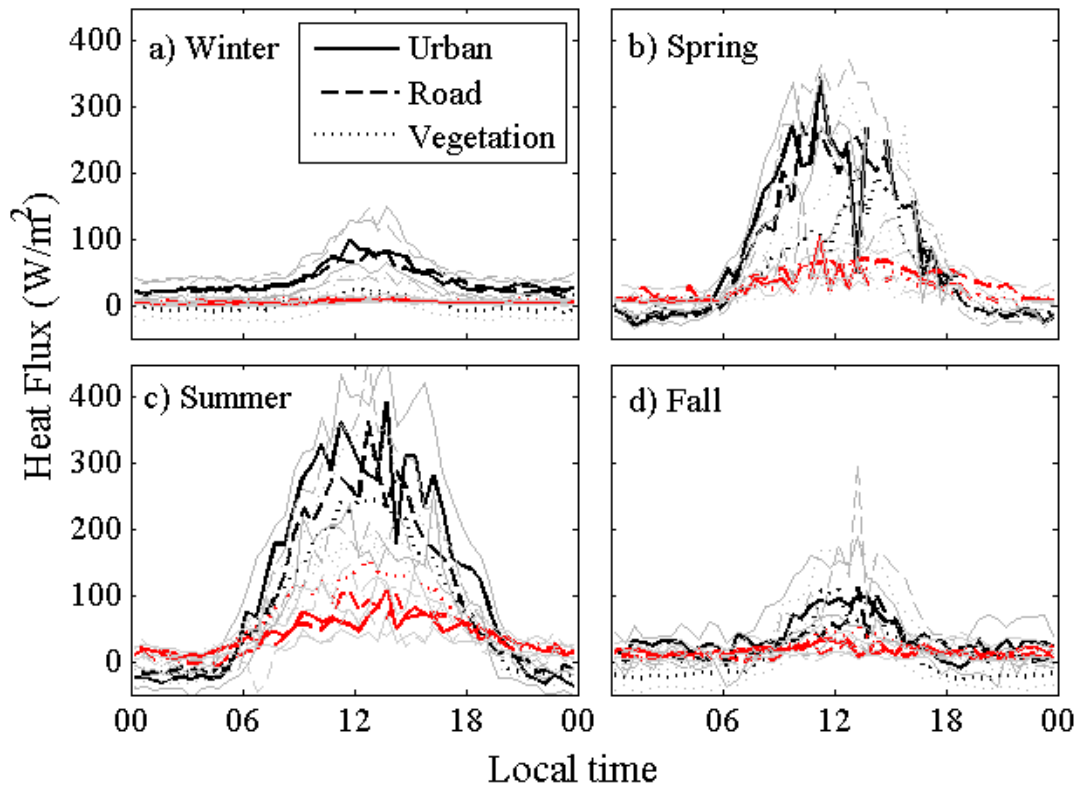 a) Winter
Urban
Road
Vegetation
b) Spring
400
300
200
100
0
c) Summer
d) Fall
400
300
200
100
0
Heat Flux (W/m²)
00
06
12
18
00
06
12
18
00
Local time